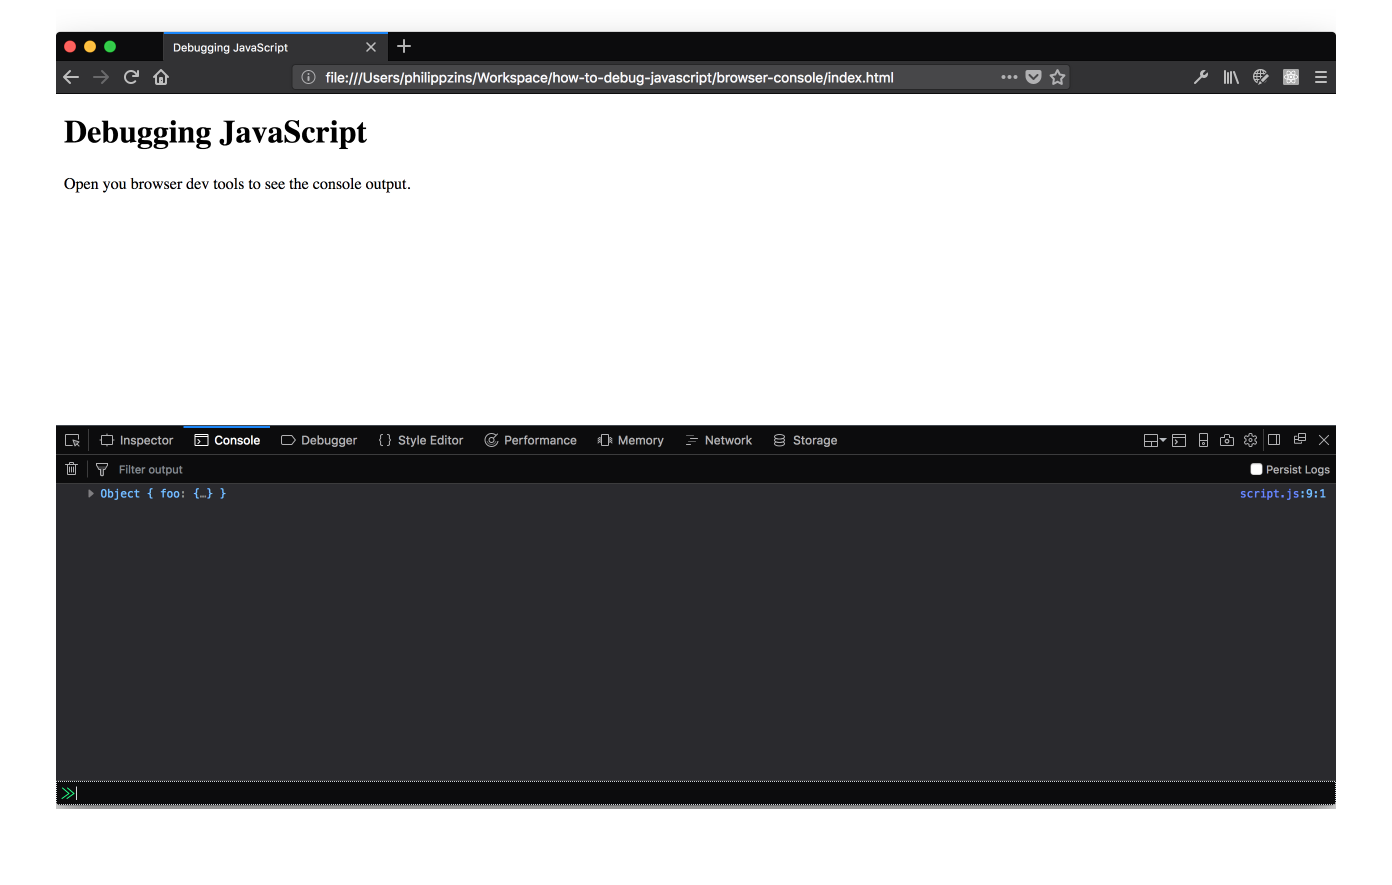 Debugging JavaScript
file:///Users/philippzins/Workspace/how-to-debug-javascript/browser-console/index.html
Debugging JavaScript
Open you browser dev tools to see the console output.
Inspector Console Debugger { } Style Editor Performance Memory Network Storage
Filter output Persist Logs
Object { foo: {…} } script.js:9:1